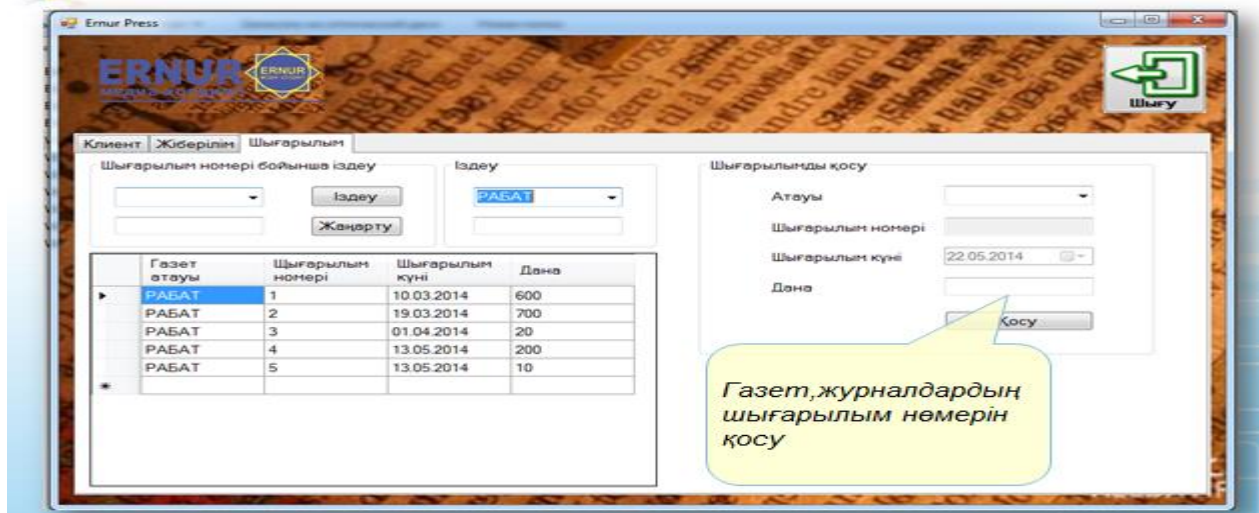 Ernur Press
ERNUR
ERNUR
Шығу
Клиент Жіберілім Шығарылым
Шығарылым номері бойынша іздеу
Іздеу
Жаңарту
Іздеу
РАБАТ
Газет атауы Щығарылым номері Шығарылым күні Дана
РАБАТ 1 10.03.2014 600
РАБАТ 2 19.03.2014 700
РАБАТ 3 01.04.2014 20
РАБАТ 4 13.05.2014 200
РАБАТ 5 13.05.2014 10
Шығарылымды қосу
Атауы
Шығарылым номері
Шығарылым күні 22.05.2014
Дана
Қосу
Газет,журналдардың
шығарылым нөмерін
қосу